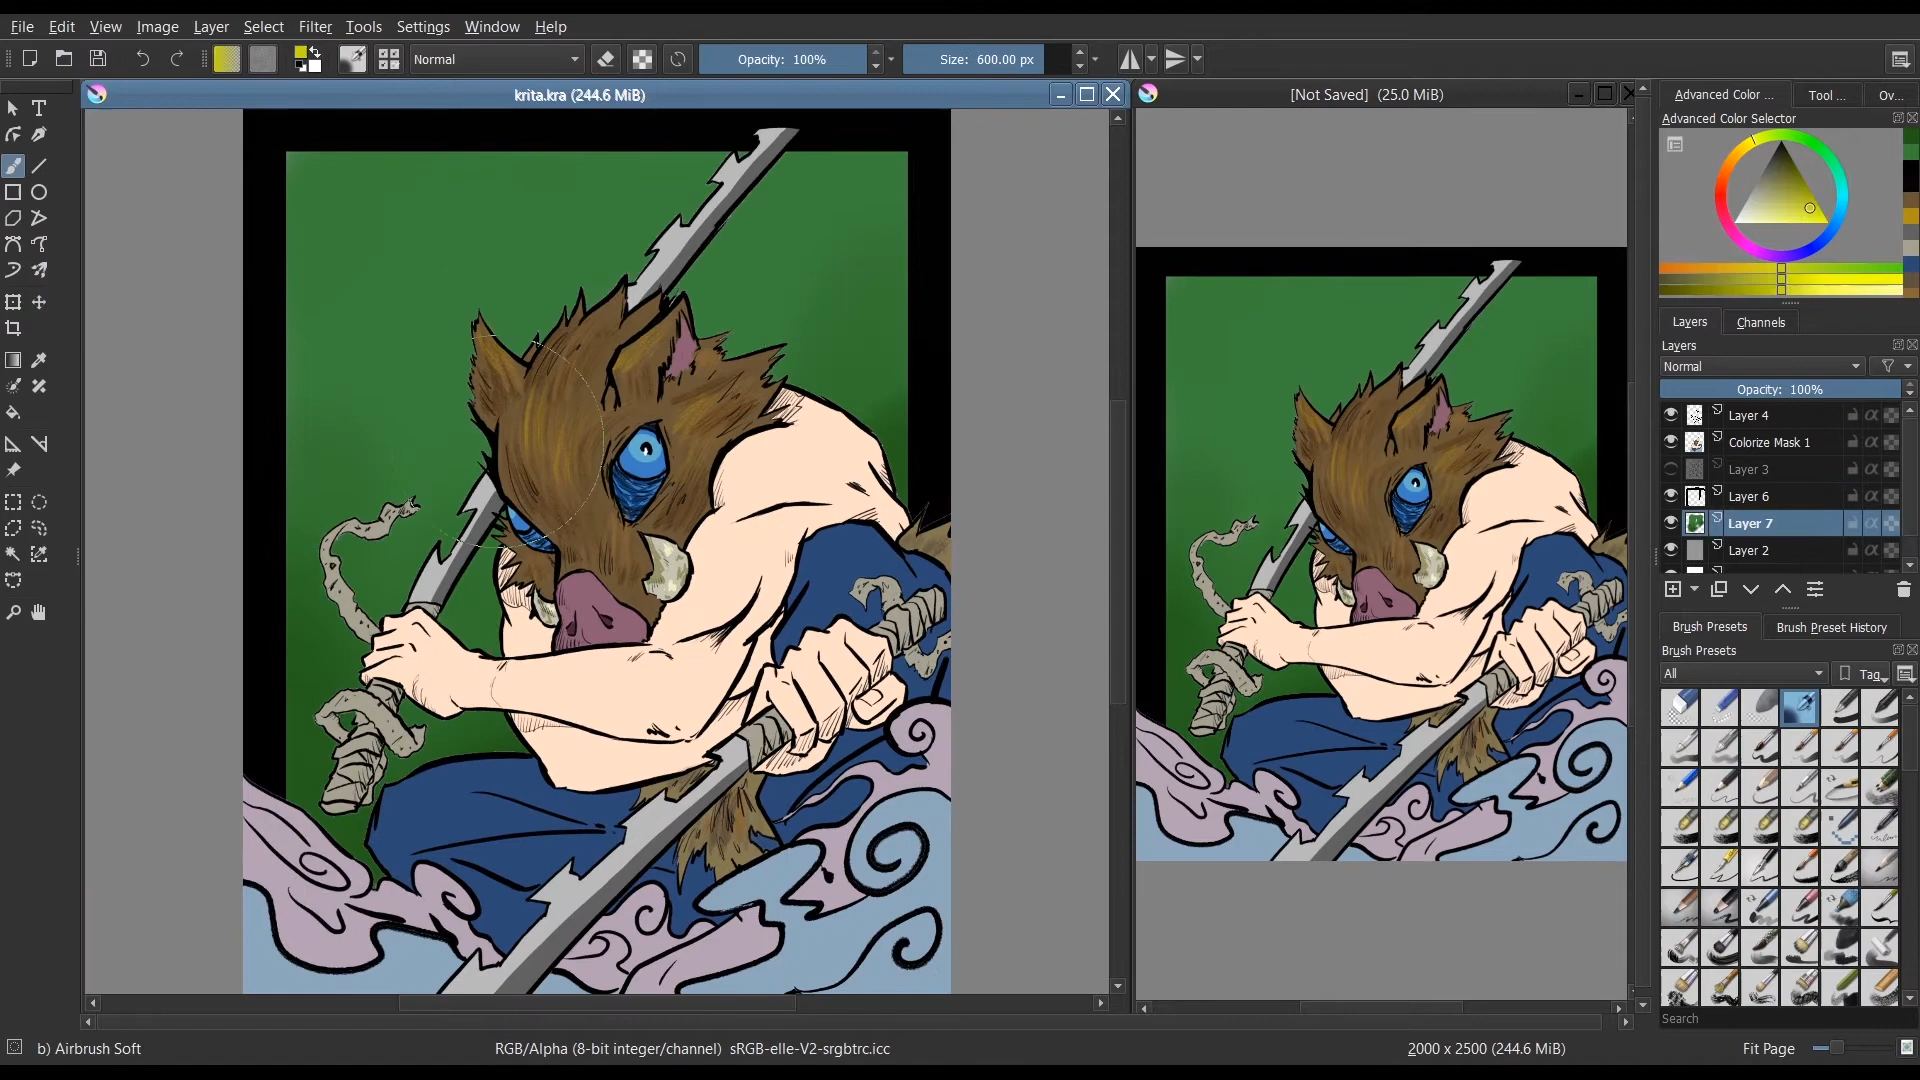 File Edit View Image Layer Select Filter Tools Settings Window Help
Normal Opacity: 100% Size: 600.00 px
krita.kra (244.6 MiB)
[Not Saved] (25.0 MiB)
Advanced Color ... Tool ... Ov...
Advanced Color Selector
Layers Channels
Layers
Normal
Opacity: 100%
Layer 4
Colorize Mask 1
Layer 3
Layer 6
Layer 7
Layer 2
Brush Presets Brush Preset History
Brush Presets
All Tag
Search
b) Airbrush Soft RGB/Alpha (8-bit integer/channel) sRGB-elle-V2-srgbtrc.icc 2000 x 2500 (244.6 MiB) Fit Page